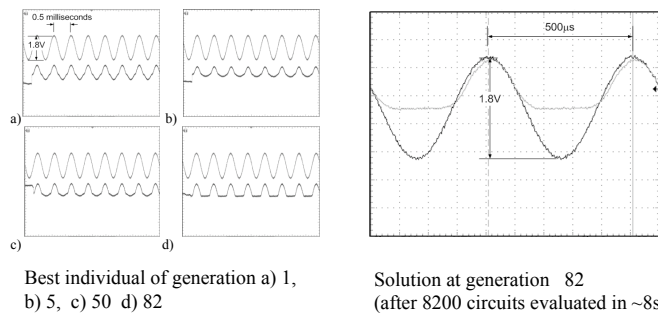 0.5 milliseconds
1.8V
a)
b)
c)
d)
500µs
1.8V
Best individual of generation a) 1,
b) 5, c) 50 d) 82
Solution at generation 82
(after 8200 circuits evaluated in ~8s